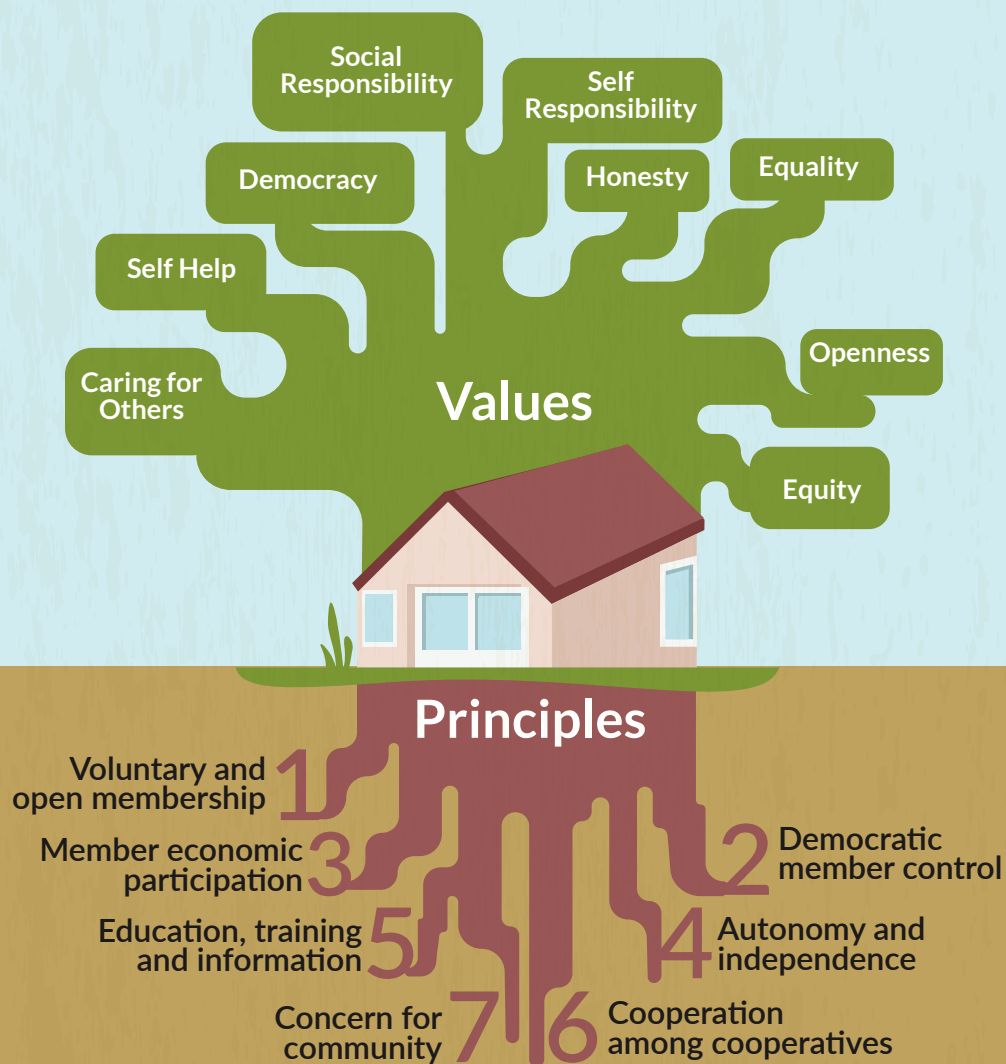 Social
Responsibility
Self
Responsibility
Democracy
Honesty
Equality
Self Help
Openness
Caring for
Others
Values
Equity
Principles
1 Voluntary and
open membership
2 Democratic
member control
3 Member economic
participation
4 Autonomy and
independence
5 Education, training
and information
6 Cooperation
among cooperatives
7 Concern for
community